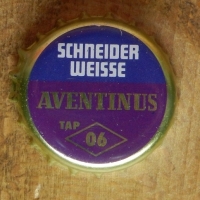 SCHNEIDER
WEISSE
AVENTINUS
TAP
06